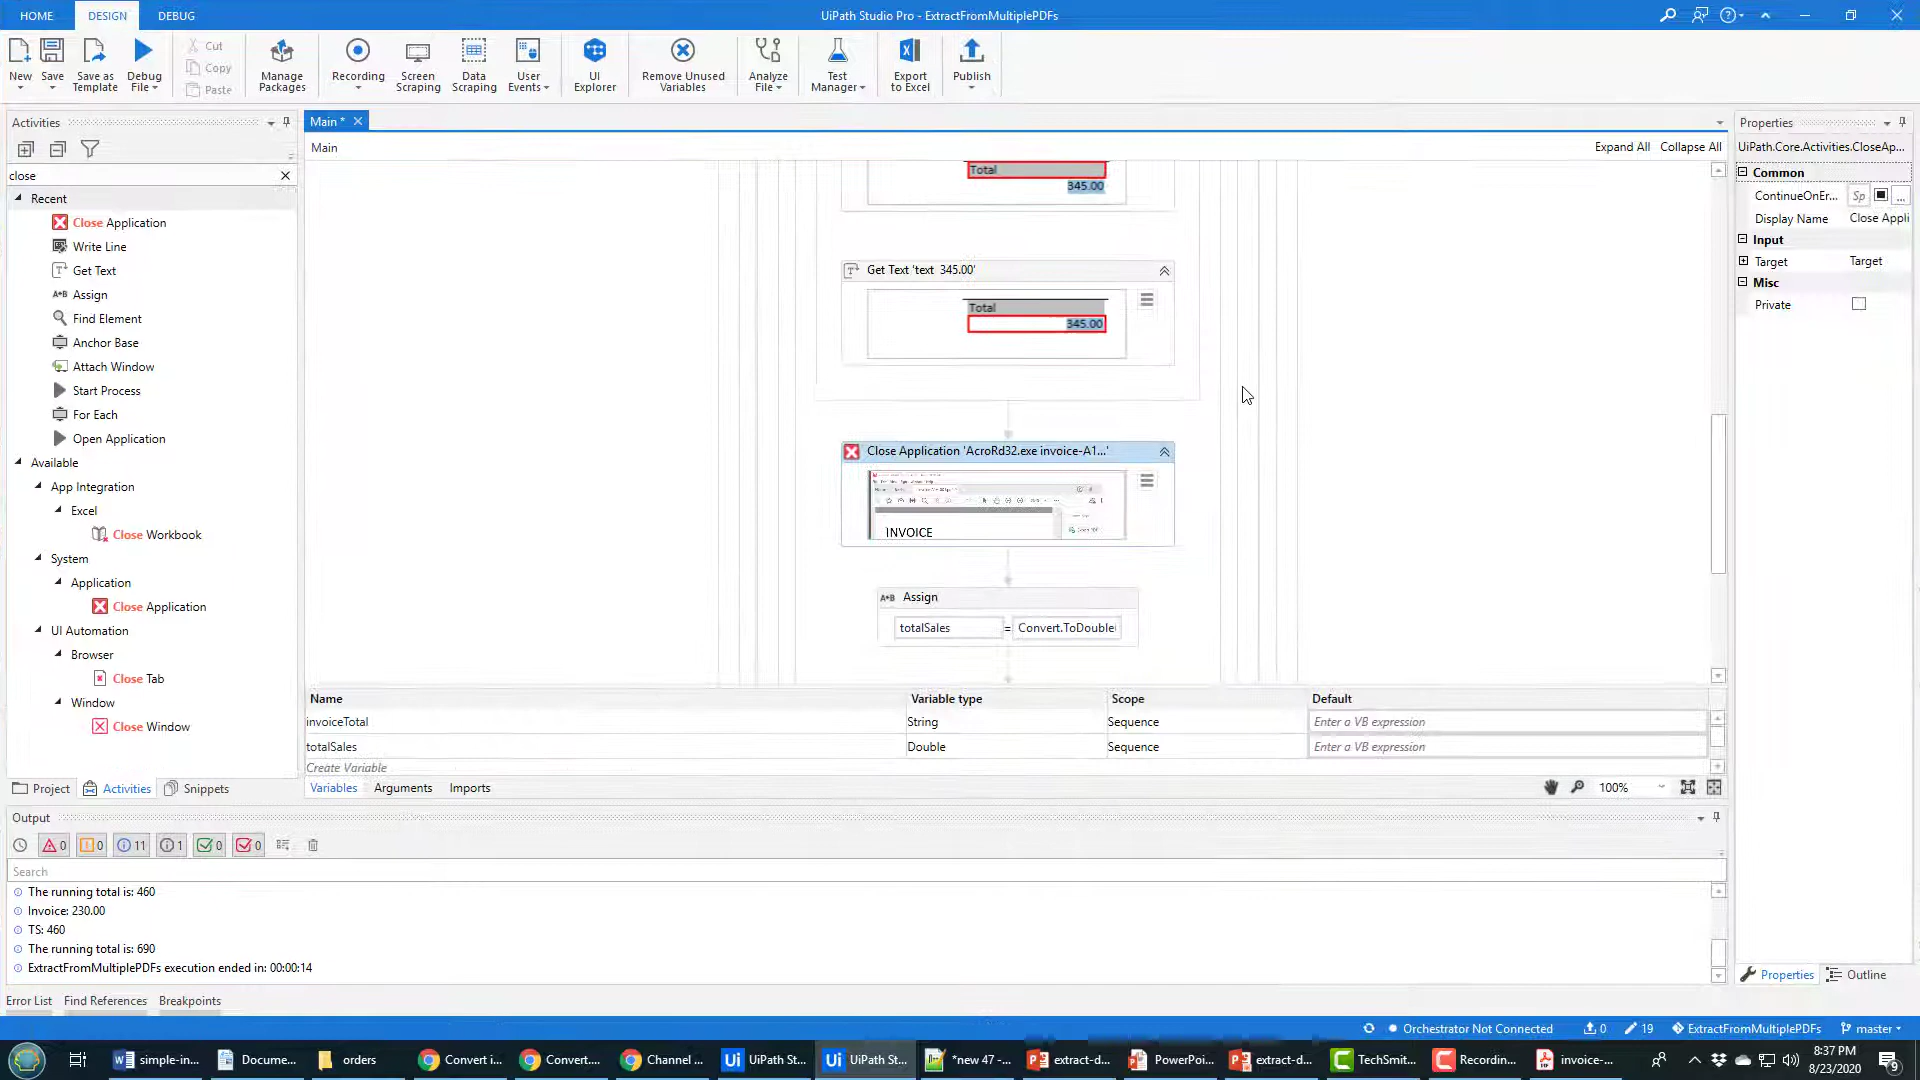 HOME DESIGN DEBUG UiPath Studio Pro - ExtractFromMultiplePDFs
New Save Save as Template Debug File Cut Copy Paste Manage Packages Recording Screen Scraping Data Scraping User Events UI Explorer Remove Unused Variables Analyze File Test Manager Export to Excel Publish
Activities
close
Recent
Close Application
Write Line
Get Text
Assign
Find Element
Anchor Base
Attach Window
Start Process
For Each
Open Application
Available
App Integration
Excel
Close Workbook
System
Application
Close Application
UI Automation
Browser
Close Tab
Window
Close Window
Project Activities Snippets
Main *
Main Expand All Collapse All
Total
345.00
Get Text 'text 345.00'
Total
345.00
Close Application 'AcroRd32.exe invoice-A1...'
INVOICE
A+B Assign
totalSales = Convert.ToDouble(
Name Variable type Scope Default
invoiceTotal String Sequence Enter a VB expression
totalSales Double Sequence Enter a VB expression
Create Variable
Variables Arguments Imports 100%
Properties
UiPath.Core.Activities.CloseAp...
Common
ContinueOnEr... Sp ...
Display Name Close Appli
Input
Target Target
Misc
Private
Properties Outline
Output
0 0 11 1 0 0
Search
The running total is: 460
Invoice: 230.00
TS: 460
The running total is: 690
ExtractFromMultiplePDFs execution ended in: 00:00:14
Error List Find References Breakpoints
Orchestrator Not Connected 0 19 ExtractFromMultiplePDFs master
simple-in... Docume... orders Convert i... Convert.... Channel ... UiPath St... UiPath St... *new 47 -... extract-d... PowerPoi... extract-d... TechSmit... Recordin... invoice-...
8:37 PM
8/23/2020
9